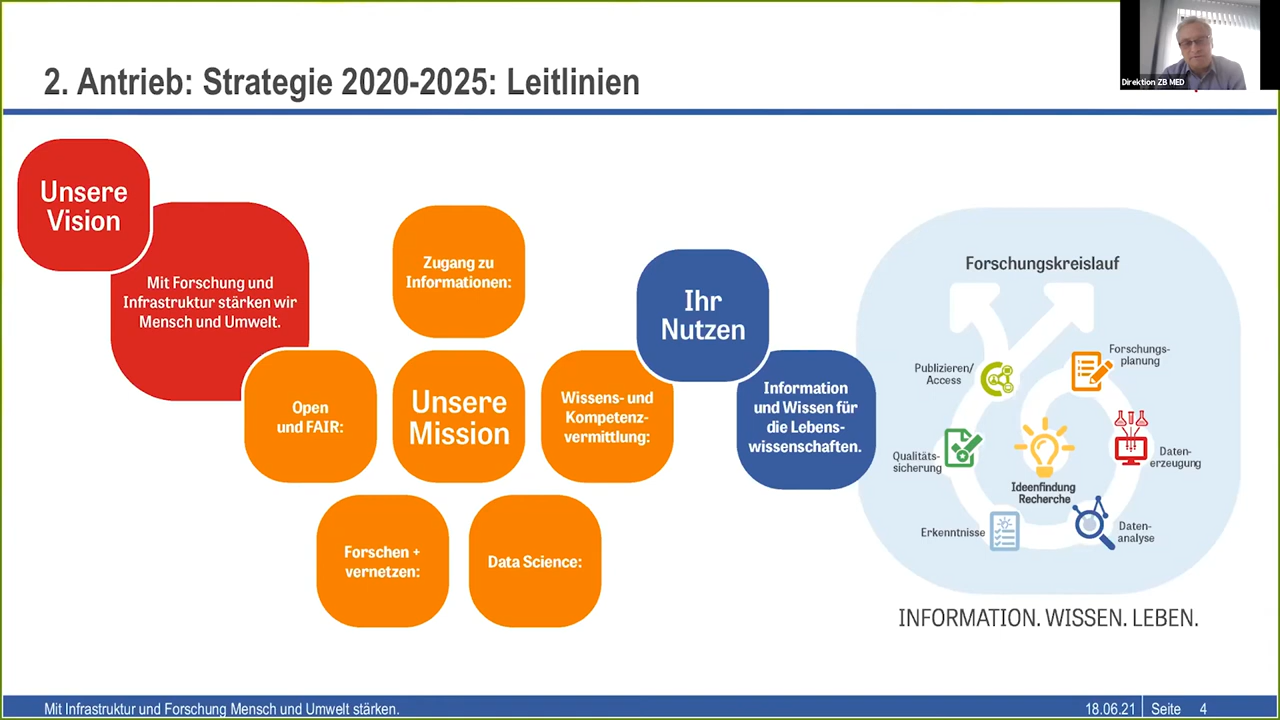 2. Antrieb: Strategie 2020-2025: Leitlinien
Direktion ZB MED
Unsere
Vision
Mit Forschung und
Infrastruktur stärken wir
Mensch und Umwelt.
Zugang zu
Informationen:
Open
und FAIR:
Unsere
Mission
Wissens- und
Kompetenz-
vermittlung:
Forschen +
vernetzen:
Data Science:
Ihr
Nutzen
Information
und Wissen für
die Lebens-
wissenschaften.
Forschungskreislauf
Publizieren/
Access
Forschungs-
planung
Qualitäts-
sicherung
Daten-
erzeugung
Ideenfindung
Recherche
Erkenntnisse
Daten-
analyse
INFORMATION. WISSEN. LEBEN.
Mit Infrastruktur und Forschung Mensch und Umwelt stärken.
18.06.21
Seite 4